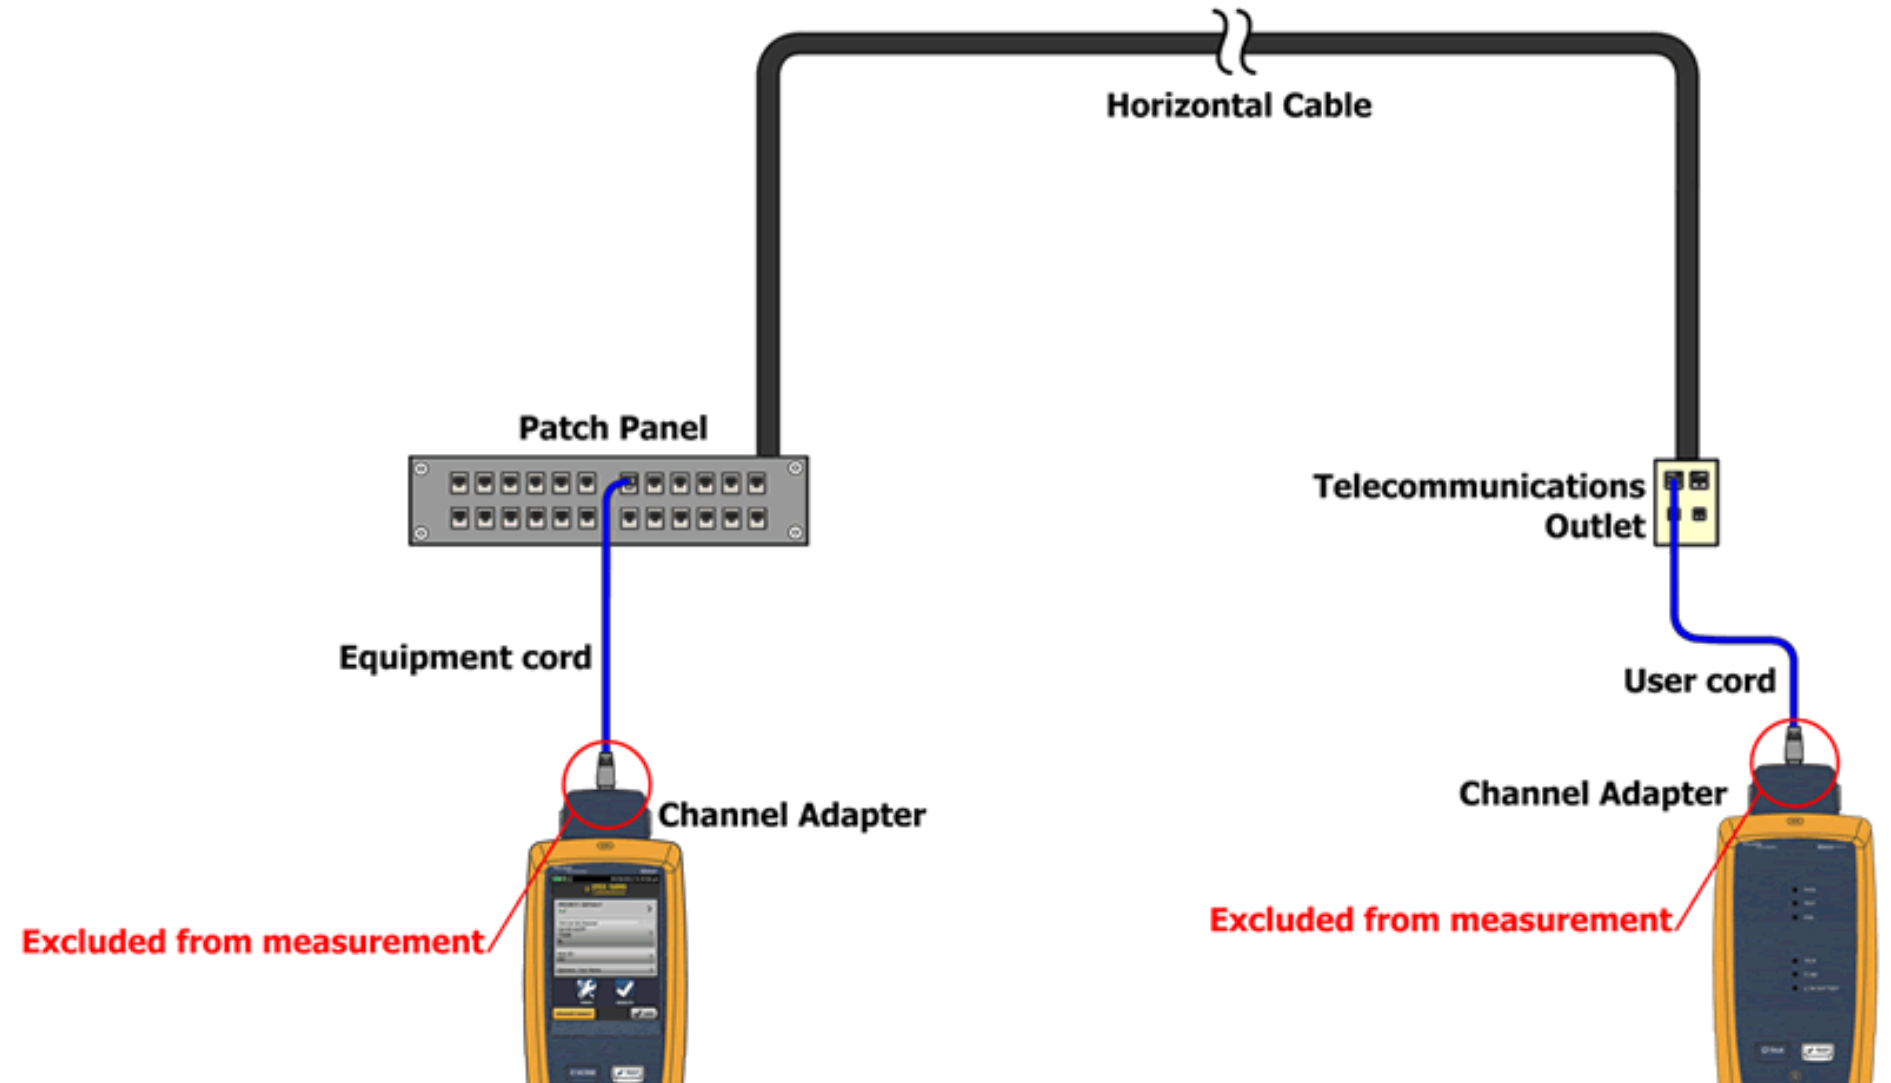 Horizontal Cable
Patch Panel
Telecommunications
Outlet
Equipment cord
User cord
Channel Adapter
Channel Adapter
Excluded from measurement
Excluded from measurement